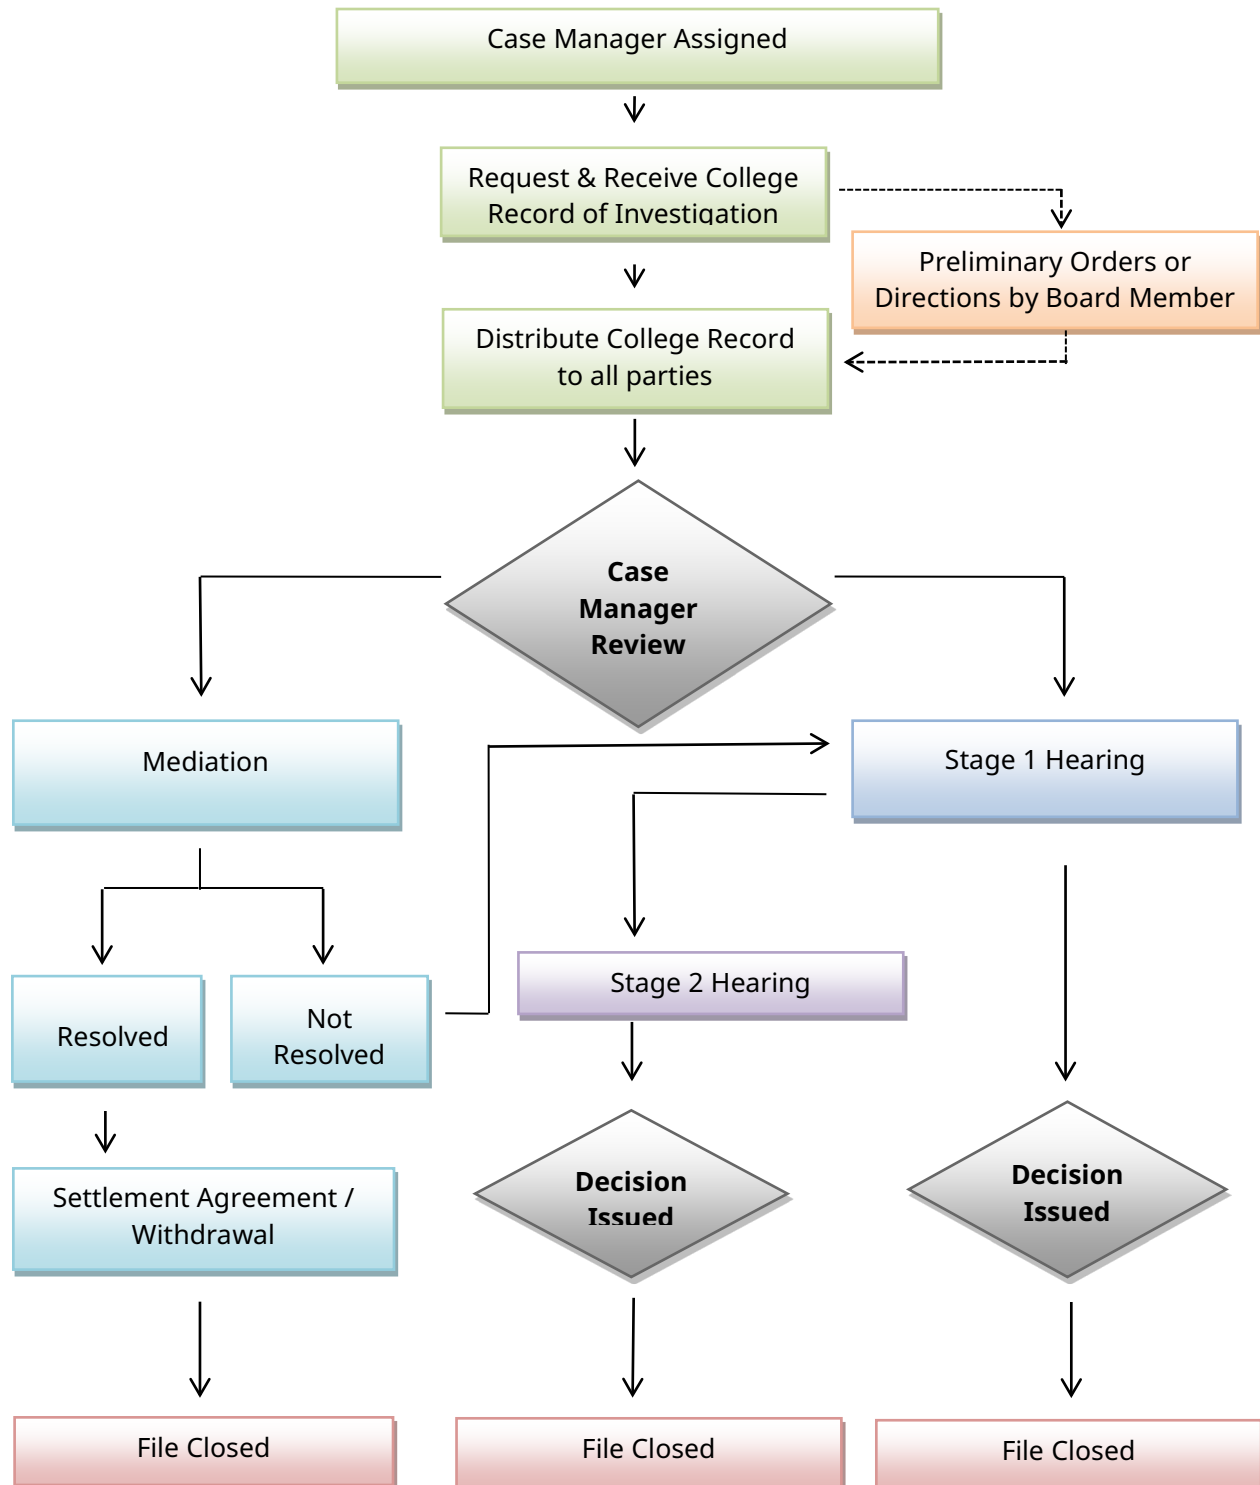 Case Manager Assigned
Request & Receive College
Record of Investigation
Preliminary Orders or
Directions by Board Member
Distribute College Record
to all parties
Case
Manager
Review
Mediation
Stage 1 Hearing
Stage 2 Hearing
Resolved
Not
Resolved
Settlement Agreement /
Withdrawal
Decision
Issued
Decision
Issued
File Closed
File Closed
File Closed